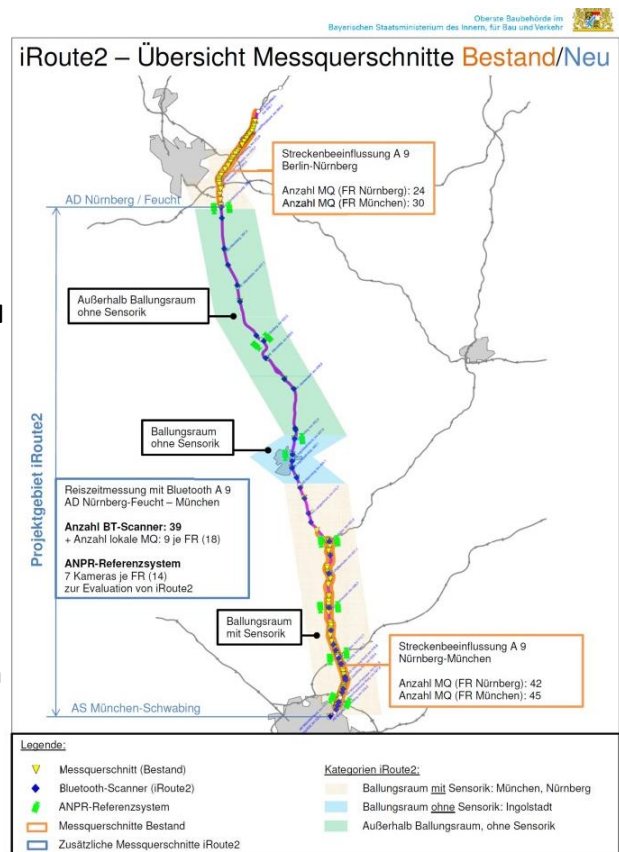 Oberste Baubehörde im
Bayerischen Staatsministerium des Innern, für Bau und Verkehr
iRoute2 – Übersicht Messquerschnitte Bestand/Neu
Streckenbeeinflussung A 9
Berlin-Nürnberg
Anzahl MQ (FR Nürnberg): 24
Anzahl MQ (FR München): 30
AD Nürnberg / Feucht
Außerhalb Ballungsraum
ohne Sensorik
Ballungsraum
ohne Sensorik
Projektgebiet iRoute2
Reiszeitmessung mit Bluetooth A 9
AD Nürnberg-Feucht – München
Anzahl BT-Scanner: 39
+ Anzahl lokale MQ: 9 je FR (18)
ANPR-Referenzsystem
7 Kameras je FR (14)
zur Evaluation von iRoute2
Ballungsraum
mit Sensorik
Streckenbeeinflussung A 9
Nürnberg-München
Anzahl MQ (FR Nürnberg): 42
Anzahl MQ (FR München): 45
AS München-Schwabing
Legende:
Messquerschnitt (Bestand)
Bluetooth-Scanner (iRoute2)
ANPR-Referenzsystem
Messquerschnitte Bestand
Zusätzliche Messquerschnitte iRoute2
Kategorien iRoute2:
Ballungsraum mit Sensorik: München, Nürnberg
Ballungsraum ohne Sensorik: Ingolstadt
Außerhalb Ballungsraum, ohne Sensorik